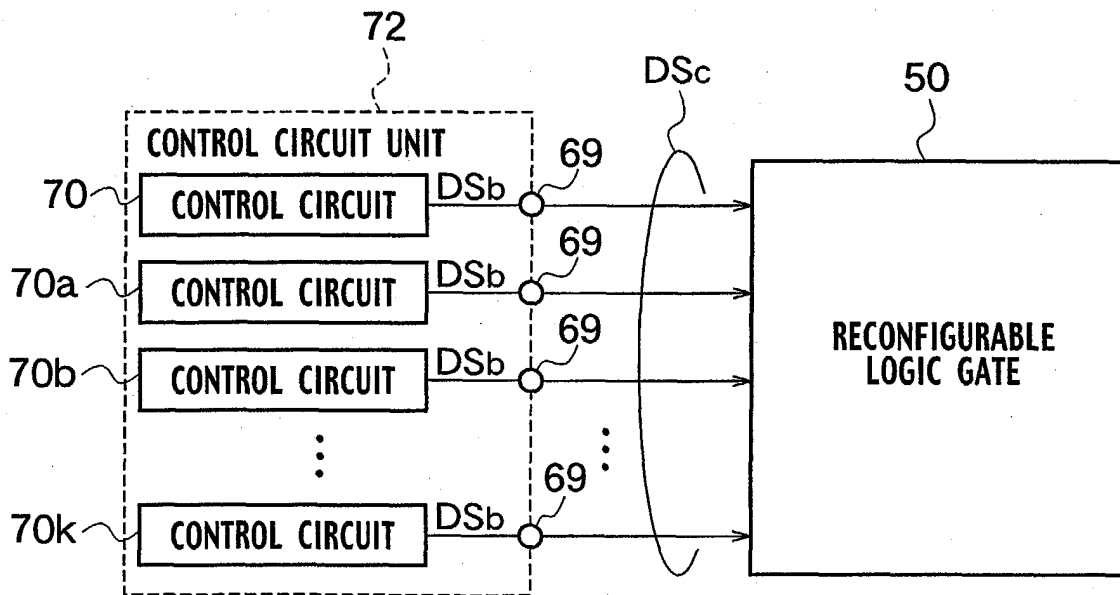 72
DSc
50
CONTROL CIRCUIT UNIT
70
CONTROL CIRCUIT
DSb
69
70a
CONTROL CIRCUIT
DSb
69
70b
CONTROL CIRCUIT
DSb
69
RECONFIGURABLE
LOGIC GATE
70k
CONTROL CIRCUIT
DSb
69